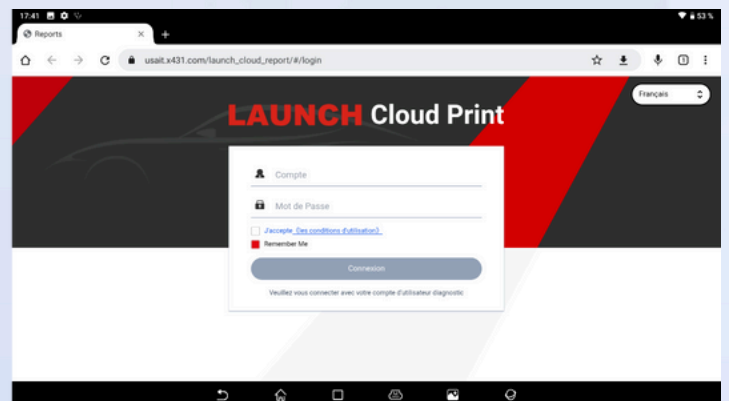 17:41
53 %
Reports
usait.x431.com/launch_cloud_report/#/login
Français
LAUNCH Cloud Print
Compte
Mot de Passe
J'accepte《les conditions d'utilisation》
Remember Me
Connexion
Veuillez vous connecter avec votre compte d'utilisateur diagnostic